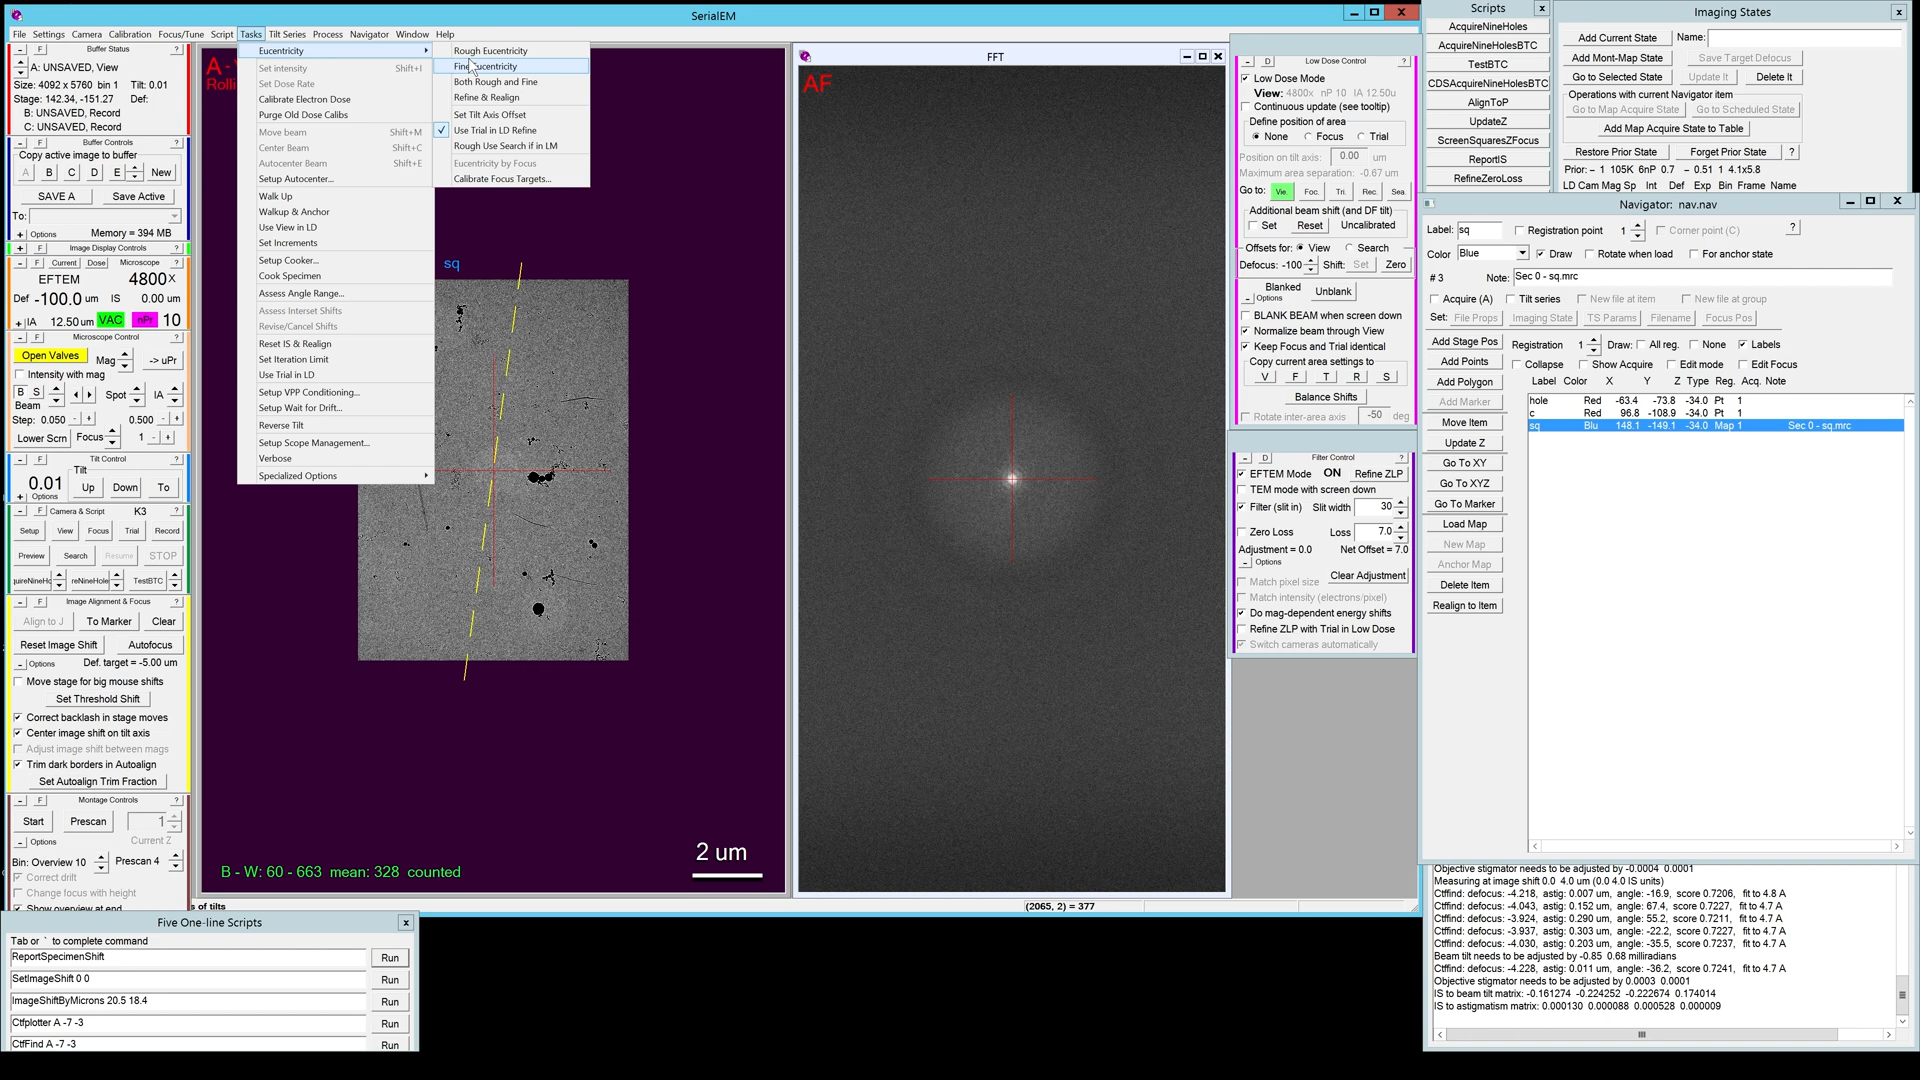 SerialEM
File Settings Camera Calibration Focus/Tune Script Tasks Tilt Series Process Navigator Window Help
Buffer Status
A: UNSAVED, View
Size: 4092 x 5760 bin 1 Tilt: 0.01
Stage: 142.34, -151.27 Def:
B: UNSAVED, Record
C: UNSAVED, Record
Buffer Controls
Copy active image to buffer
A B C D E New
SAVE A Save Active
To:
Options Memory = 394 MB
Image Display Controls
Current Dose Microscope
EFTEM 4800 X
Def -100.0 um IS 0.00 um
IA 12.50 um VAC nPr 10
Microscope Control
Open Valves Mag -> uPr
Intensity with mag
B S Spot IA
Beam
Step: 0.050 - + 0.500 - +
Lower Scrn Focus 1 - +
Tilt Control
Tilt
0.01 Up Down To
Options
Camera & Script K3
Setup View Focus Trial Record
Preview Search Resume STOP
quireNineHc reNineHole TestBTC
Image Alignment & Focus
Align to J To Marker Clear
Reset Image Shift Autofocus
Options Def. target = -5.00 um
Move stage for big mouse shifts
Set Threshold Shift
Correct backlash in stage moves
Center image shift on tilt axis
Adjust image shift between mags
Trim dark borders in Autoalign
Set Autoalign Trim Fraction
Montage Controls
Start Prescan 1
Options Current Z
Bin: Overview 10 Prescan 4
Correct drift
Change focus with height
Show overview at end
Eucentricity
Set intensity Shift+I
Set Dose Rate
Calibrate Electron Dose
Purge Old Dose Calibs
Move beam Shift+M
Center Beam Shift+C
Autocenter Beam Shift+E
Setup Autocenter...
Walk Up
Walkup & Anchor
Use View in LD
Set Increments
Setup Cooker...
Cook Specimen
Assess Angle Range...
Assess Interset Shifts
Revise/Cancel Shifts
Reset IS & Realign
Set Iteration Limit
Use Trial in LD
Setup VPP Conditioning...
Setup Wait for Drift...
Reverse Tilt
Setup Scope Management...
Verbose
Specialized Options
Rough Eucentricity
Fine Eucentricity
Both Rough and Fine
Refine & Realign
Set Tilt Axis Offset
Use Trial in LD Refine
Rough Use Search if in LM
Eucentricity by Focus
Calibrate Focus Targets...
sq
2 um
B - W: 60 - 663 mean: 328 counted
s of tilts
(2065, 2) = 377
FFT
AF
Low Dose Control
Low Dose Mode
View: 4800x nP 10 IA 12.50u
Continuous update (see tooltip)
Define position of area
None Focus Trial
Position on tilt axis: 0.00 um
Maximum area separation: -0.67 um
Go to: Vie. Foc. Tri. Rec. Sea.
Additional beam shift (and DF tilt)
Set Reset Uncalibrated
Offsets for: View Search
Defocus: -100 Shift: Set Zero
Blanked Unblank
Options
BLANK BEAM when screen down
Normalize beam through View
Keep Focus and Trial identical
Copy current area settings to
V F T R S
Balance Shifts
Rotate inter-area axis -50 deg
Filter Control
EFTEM Mode ON Refine ZLP
TEM mode with screen down
Filter (slit in) Slit width 30
Zero Loss Loss 7.0
Adjustment = 0.0 Net Offset = 7.0
Options
Clear Adjustment
Match pixel size
Match intensity (electrons/pixel)
Do mag-dependent energy shifts
Refine ZLP with Trial in Low Dose
Switch cameras automatically
Scripts
AcquireNineHoles
AcquireNineHolesBTC
TestBTC
CDSAcquireNineHolesBTC
AlignToP
UpdateZ
ScreenSquaresZFocus
ReportIS
RefineZeroLoss
Imaging States
Add Current State Name:
Add Mont-Map State Save Target Defocus
Go to Selected State Update It Delete It
Operations with current Navigator item
Go to Map Acquire State Go to Scheduled State
Add Map Acquire State to Table
Restore Prior State Forget Prior State ?
Prior: - 1 105K 6nP 0.7 - 0.51 1 4.1x5.8
LD Cam Mag Sp Int Def Exp Bin Frame Name
Navigator: nav.nav
Label: sq Registration point 1 Corner point (C) ?
Color Blue Draw Rotate when load For anchor state
# 3 Note: Sec 0 - sq.mrc
Acquire (A) Tilt series New file at item New file at group
Set: File Props Imaging State TS Params Filename Focus Pos
Add Stage Pos Registration 1 Draw: All reg. None Labels
Add Points Collapse Show Acquire Edit mode Edit Focus
Add Polygon Label Color X Y Z Type Reg. Acq. Note
Add Marker hole Red -63.4 -73.8 -34.0 Pt 1
c Red 96.8 -108.9 -34.0 Pt 1
Move Item sq Blu 148.1 -149.1 -34.0 Map 1 Sec 0 - sq.mrc
Update Z
Go To XY
Go To XYZ
Go To Marker
Load Map
New Map
Anchor Map
Delete Item
Realign to Item
Objective stigmator needs to be adjusted by -0.0004 0.0001
Measuring at image shift 0.0 4.0 um (0.0 4.0 IS units)
Ctffind: defocus: -4.218, astig: 0.007 um, angle: -16.9, score 0.7206, fit to 4.8 A
Ctffind: defocus: -4.043, astig: 0.152 um, angle: 67.4, score 0.7227, fit to 4.7 A
Ctffind: defocus: -3.924, astig: 0.290 um, angle: 55.2, score 0.7211, fit to 4.7 A
Ctffind: defocus: -3.937, astig: 0.303 um, angle: -22.2, score 0.7206, fit to 4.7 A
Ctffind: defocus: -4.030, astig: 0.203 um, angle: -35.5, score 0.7237, fit to 4.7 A
Beam tilt needs to be adjusted by -0.85 0.68 milliradians
Ctffind: defocus: -4.228, astig: 0.011 um, angle: -36.2, score 0.7241, fit to 4.7 A
Objective stigmator needs to be adjusted by 0.0003 0.0001
IS to beam tilt matrix: -0.161274 -0.224252 -0.222674 0.174014
IS to astigmatism matrix: 0.000130 0.000088 0.000528 0.000009
Five One-line Scripts
Tab or ` to complete command
ReportSpecimenShift Run
SetImageShift 0 0 Run
ImageShiftByMicrons 20.5 18.4 Run
Ctfplotter A -7 -3 Run
CtfFind A -7 -3 Run